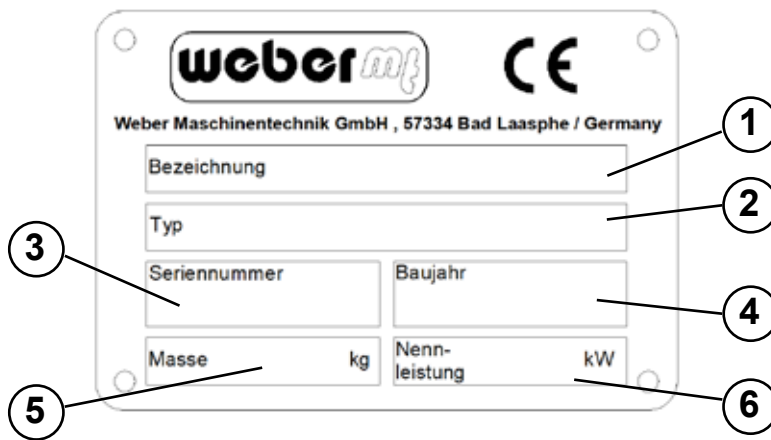 weber mt CE
Weber Maschinentechnik GmbH , 57334 Bad Laasphe / Germany
1
Bezeichnung
2
Typ
3
Seriennummer Baujahr
4
Masse kg Nenn-
leistung kW
5
6